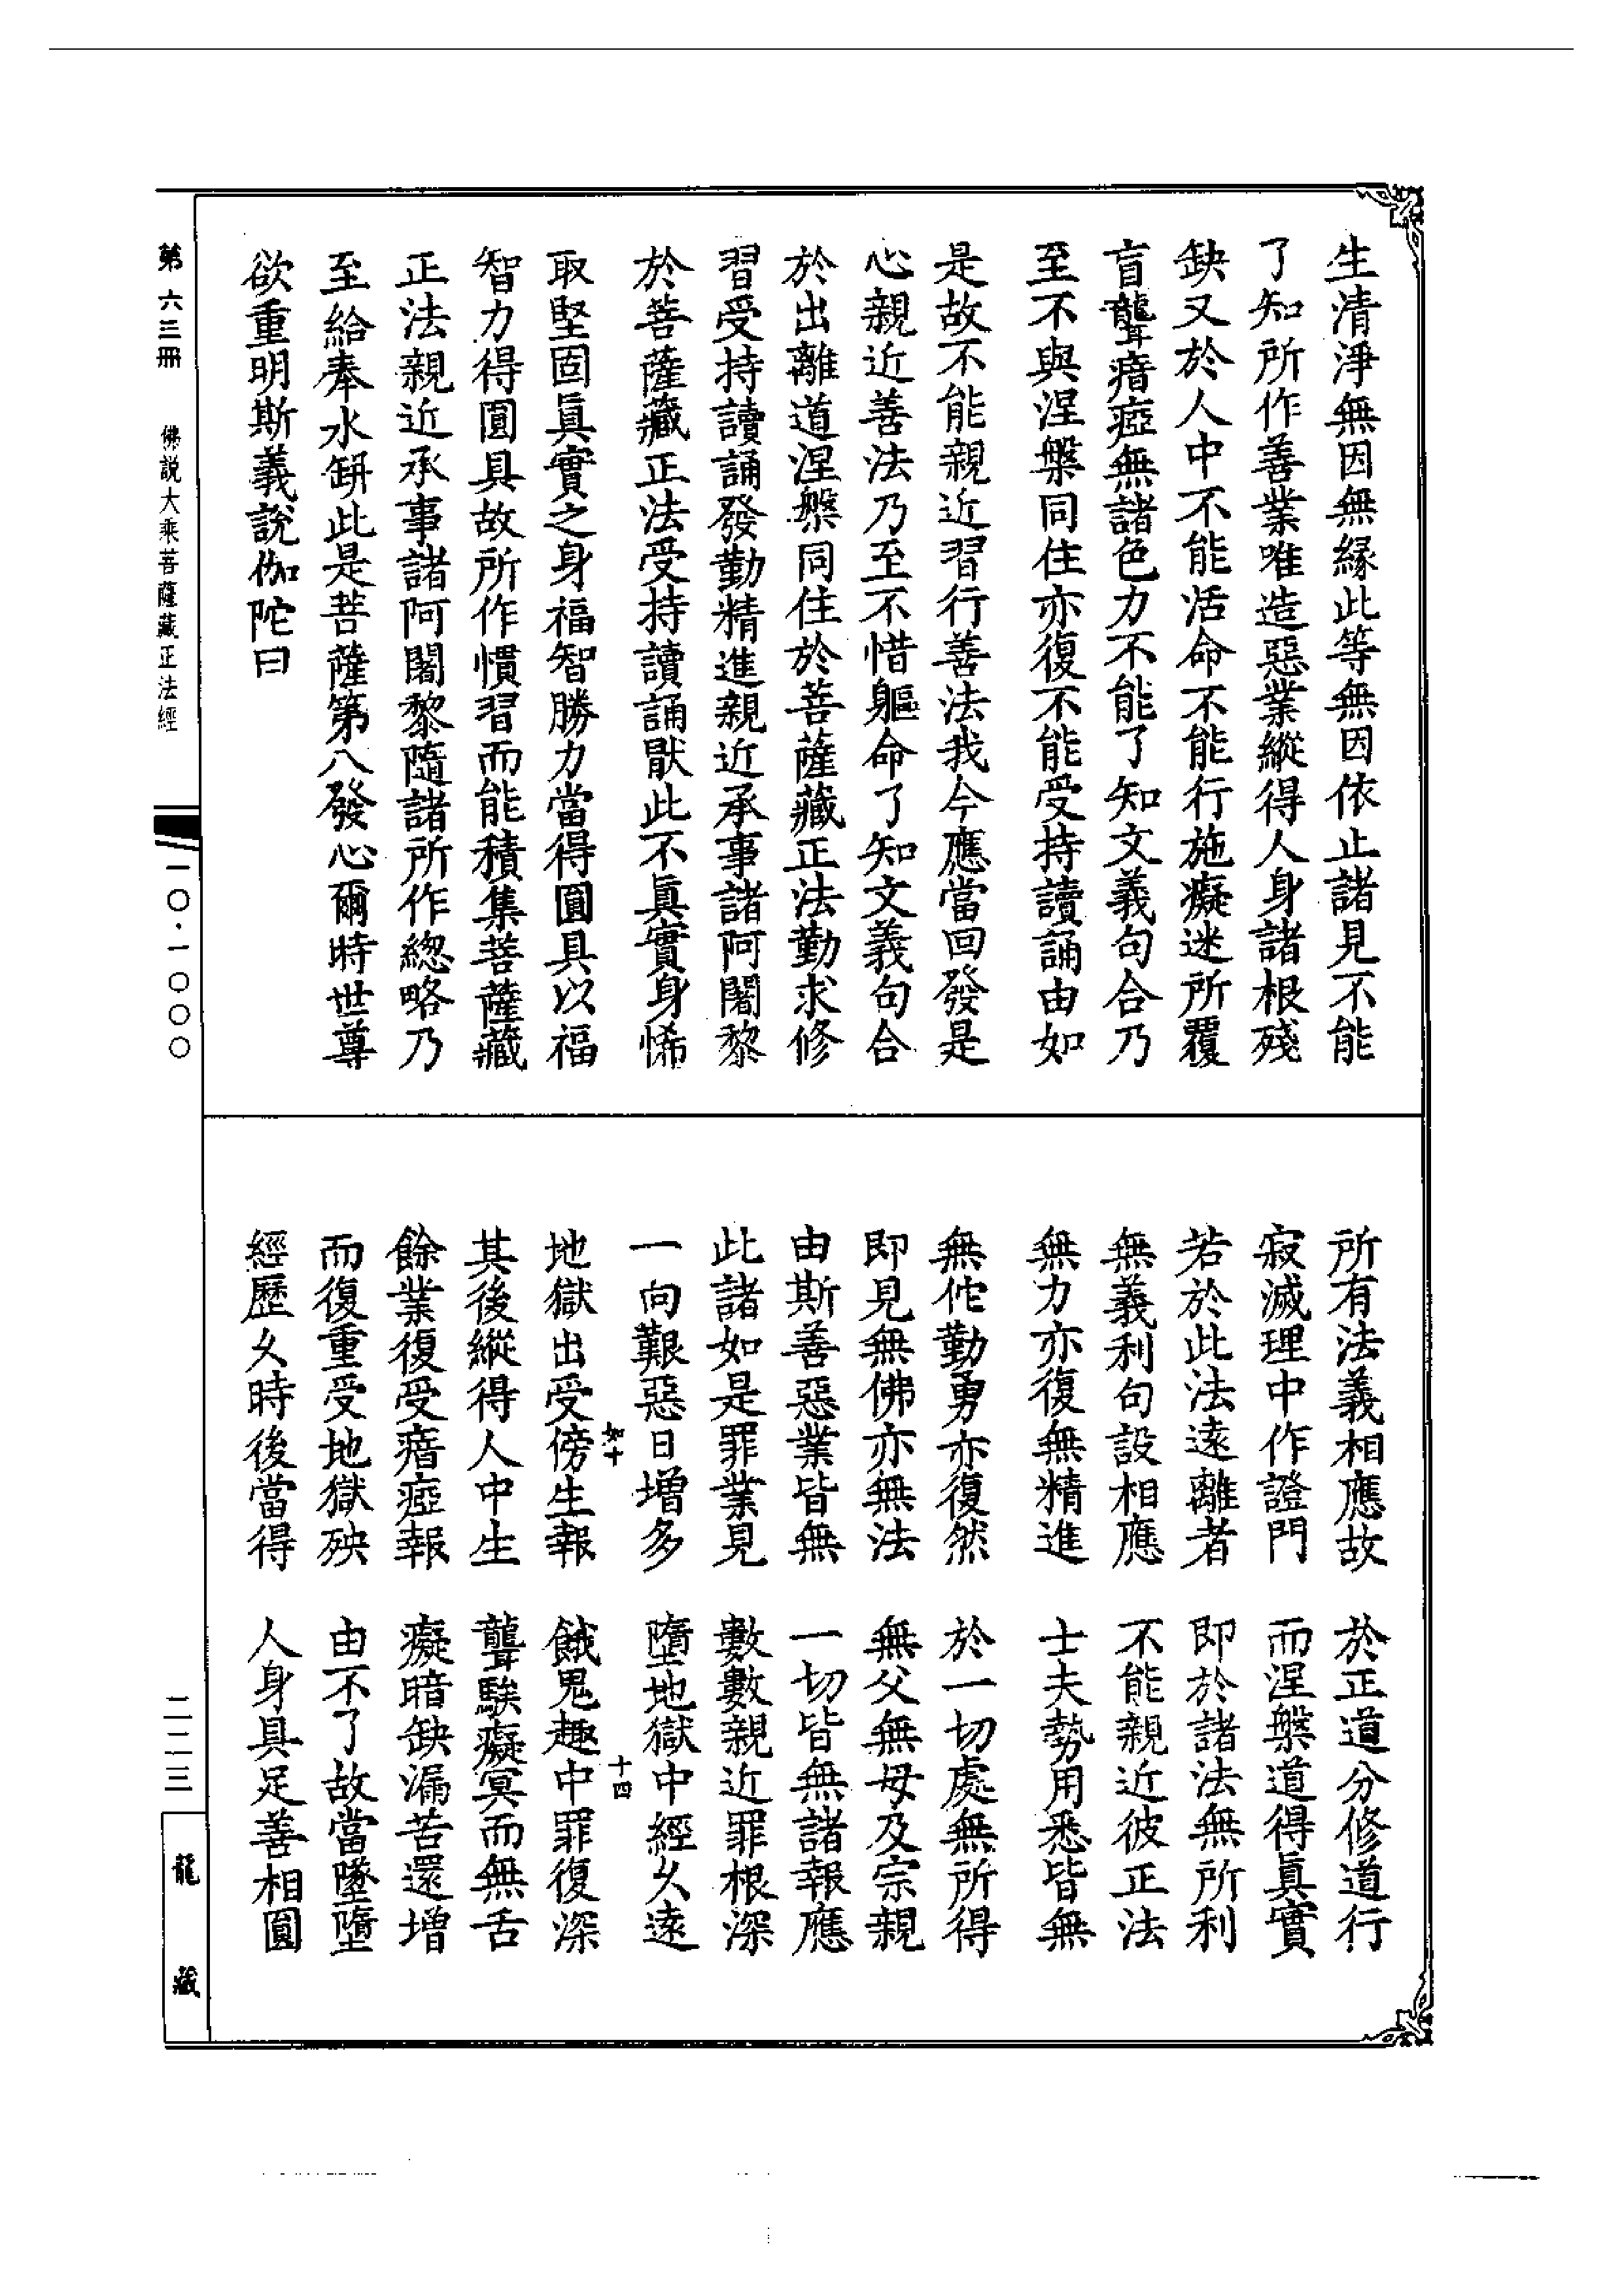 生清淨無因無緣此等無因依止諸見不能
了知所作善業唯造惡業縱得人身諸根殘
缺又於人中不能活命不能行施癡迷所覆
盲聾瘖瘂無諸色力不能了知文義句合乃
至不與涅槃同住亦復不能受持讀誦由如
是故不能親近習行善法我今應當回發是
心親近善法乃至不惜軀命了知文義句合
於出離道涅槃同住於菩薩藏正法勤求修
習受持讀誦發勤精進親近承事諸阿闍黎
於菩薩藏正法受持讀誦猒此不眞實身悕
取堅固眞實之身福智勝力當得圓具以福
智力得圓具故所作慣習而能積集菩薩藏
正法親近承事諸阿闍黎隨諸所作總略乃
至給奉水缾此是菩薩第八發心爾時世尊
欲重明斯義說伽陀曰
所有法義相應故　於正道分修道行
寂滅理中作證門　而涅槃道得眞實
若於此法遠離者　即於諸法無所利
無義利句設相應　不能親近彼正法
無力亦復無精進　士夫勢用悉皆無
無佗勤勇亦復然　於一切處無所得
即見無佛亦無法　無父無母及宗親
由斯善惡業皆無　一切皆無諸報應
此諸如是罪業見　數數親近罪根深
一向艱惡日增多　墮地獄中經久遠
如十　十四
地獄出受傍生報　餓鬼趣中罪復深
其後縱得人中生　聾騃癡冥而無舌
餘業復受瘖瘂報　癡暗缺漏苦還增
而復重受地獄殃　由不了故當墜墮
經歷久時後當得　人身具足善相圓
第六三冊　佛說大乘菩薩藏正法經
一〇·一〇〇〇
二二三
龍藏